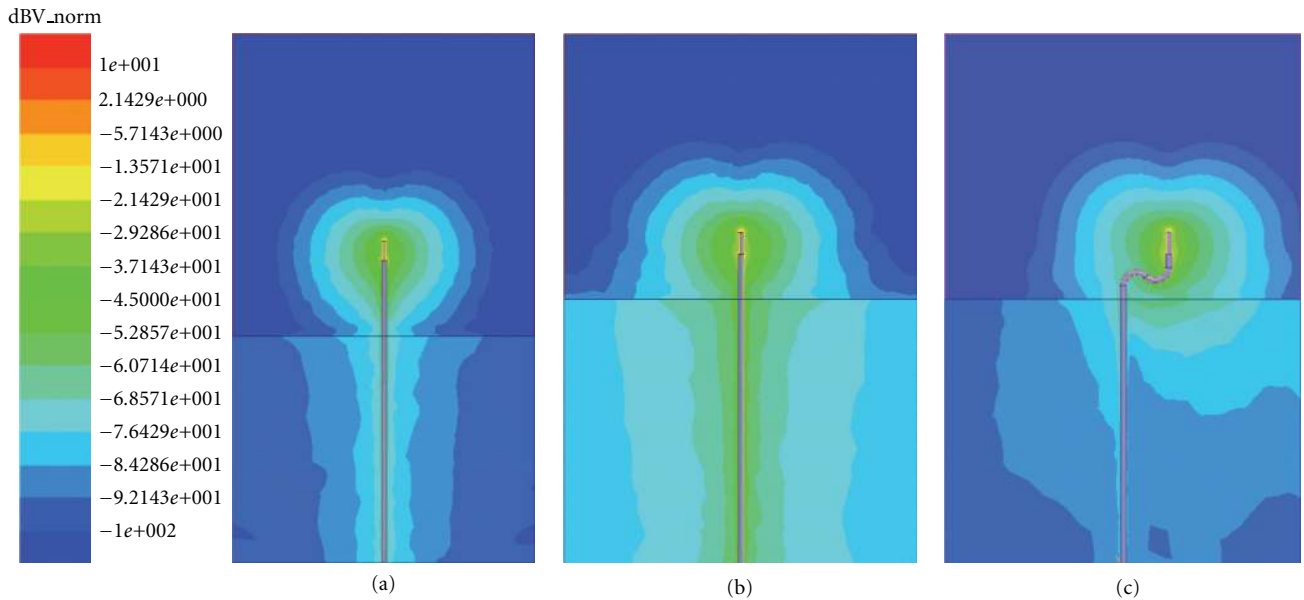 dBV_norm
1e+001
2.1429e+000
−5.7143e+000
−1.3571e+001
−2.1429e+001
−2.9286e+001
−3.7143e+001
−4.5000e+001
−5.2857e+001
−6.0714e+001
−6.8571e+001
−7.6429e+001
−8.4286e+001
−9.2143e+001
−1e+002
(a)
(b)
(c)